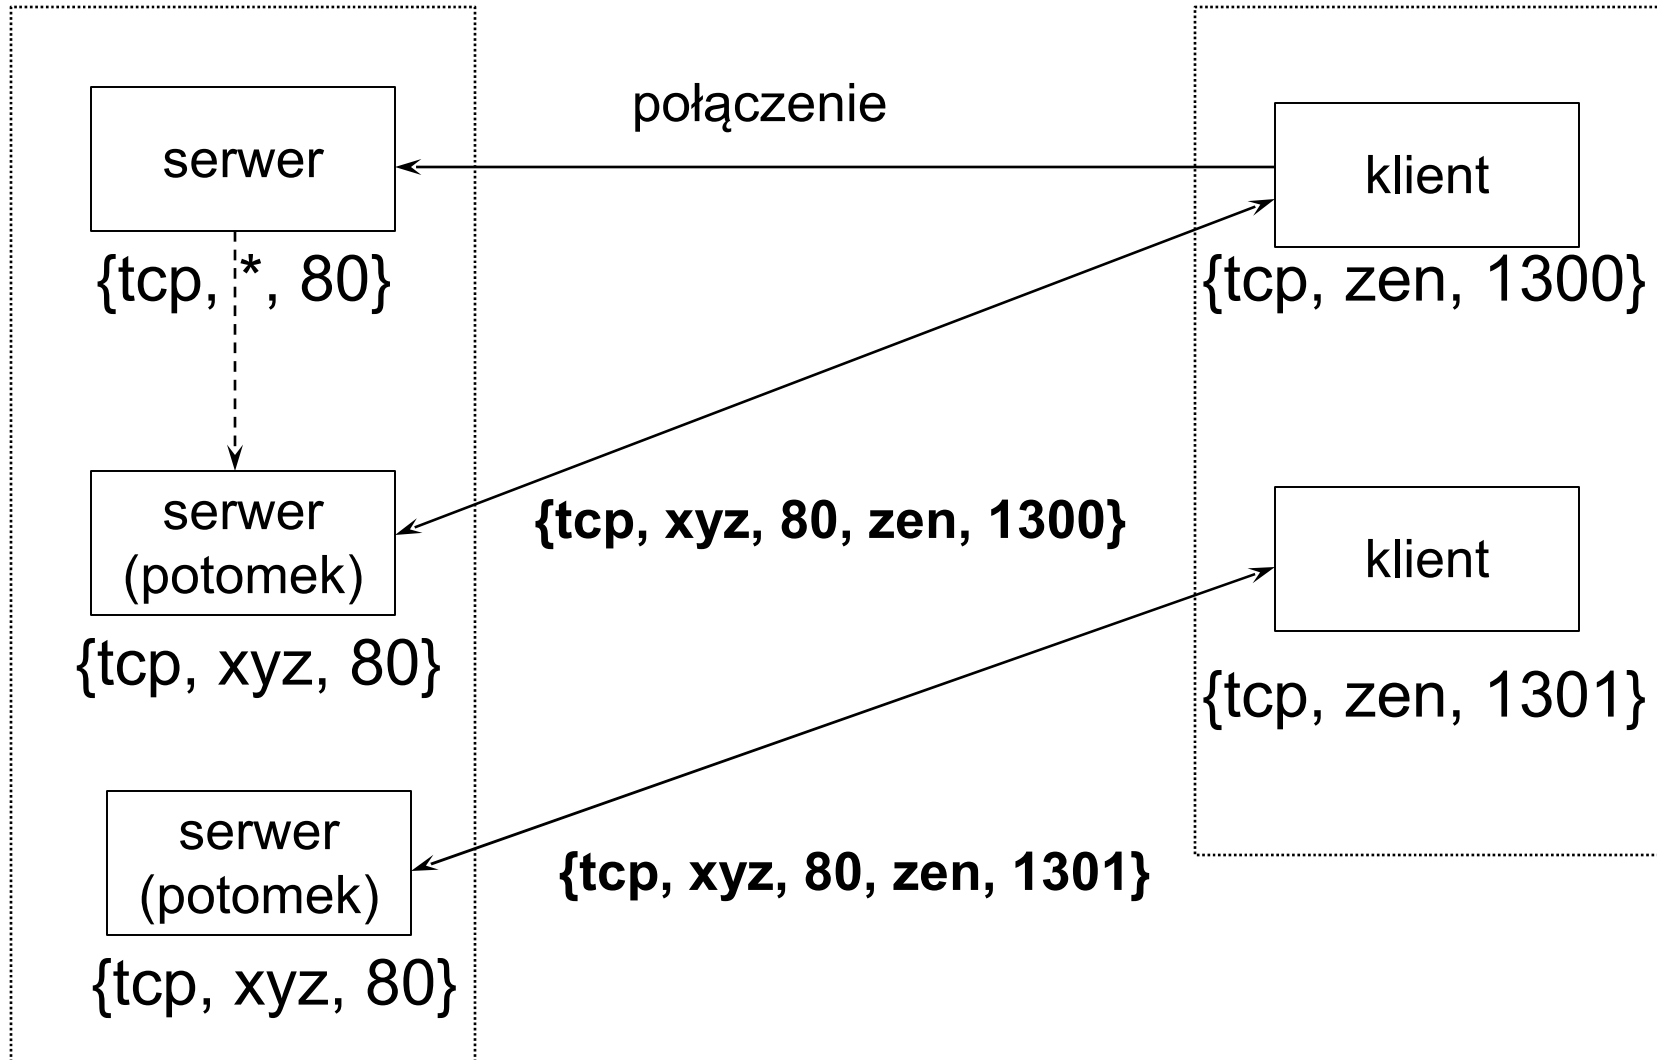 połączenie
serwer
klient
{tcp, *, 80}
{tcp, zen, 1300}
serwer
(potomek)
{tcp, xyz, 80, zen, 1300}
klient
{tcp, xyz, 80}
{tcp, zen, 1301}
serwer
(potomek)
{tcp, xyz, 80, zen, 1301}
{tcp, xyz, 80}